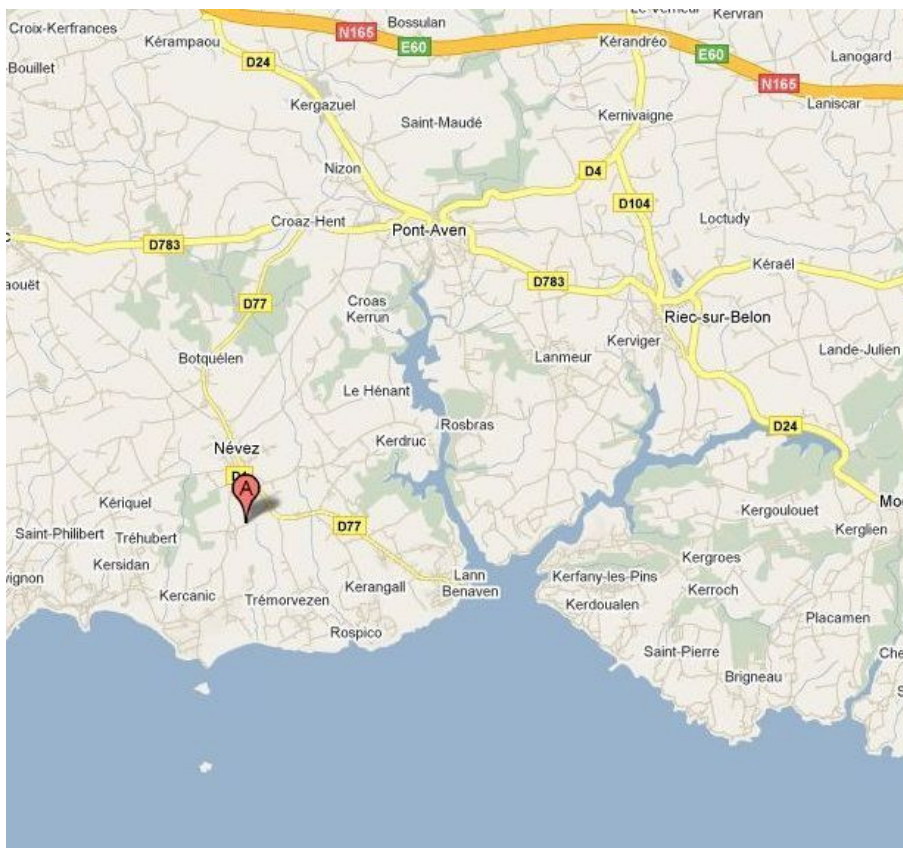 Croix-Kerfrances
Bossulan
Kervran
Kérampaou
N165
E60
Kérandréo
E60
Lanogard
Bouillet
D24
N165
Laniscar
Kergazuel
Saint-Maudé
Kernivaigne
Nizon
D4
D104
Croaz-Hent
Pont-Aven
Loctudy
D783
D783
Kéraël
D77
Croas
Kerrun
Riec-sur-Belon
Kerviger
Botquélen
Lanmeur
Lande-Julien
Le Hénant
Rosbras
D24
Névez
Kerdruc
A
Kériquel
Kergoulouet
Saint-Philibert
Tréhubert
D77
Kerglien
Kersidan
Kergroes
Kerangall
Lann
Benaven
Kerfany-les-Pins
Kercanic
Trémorvezen
Kerroch
Kerdoualen
Placamen
Rospico
Saint-Pierre
Brigneau